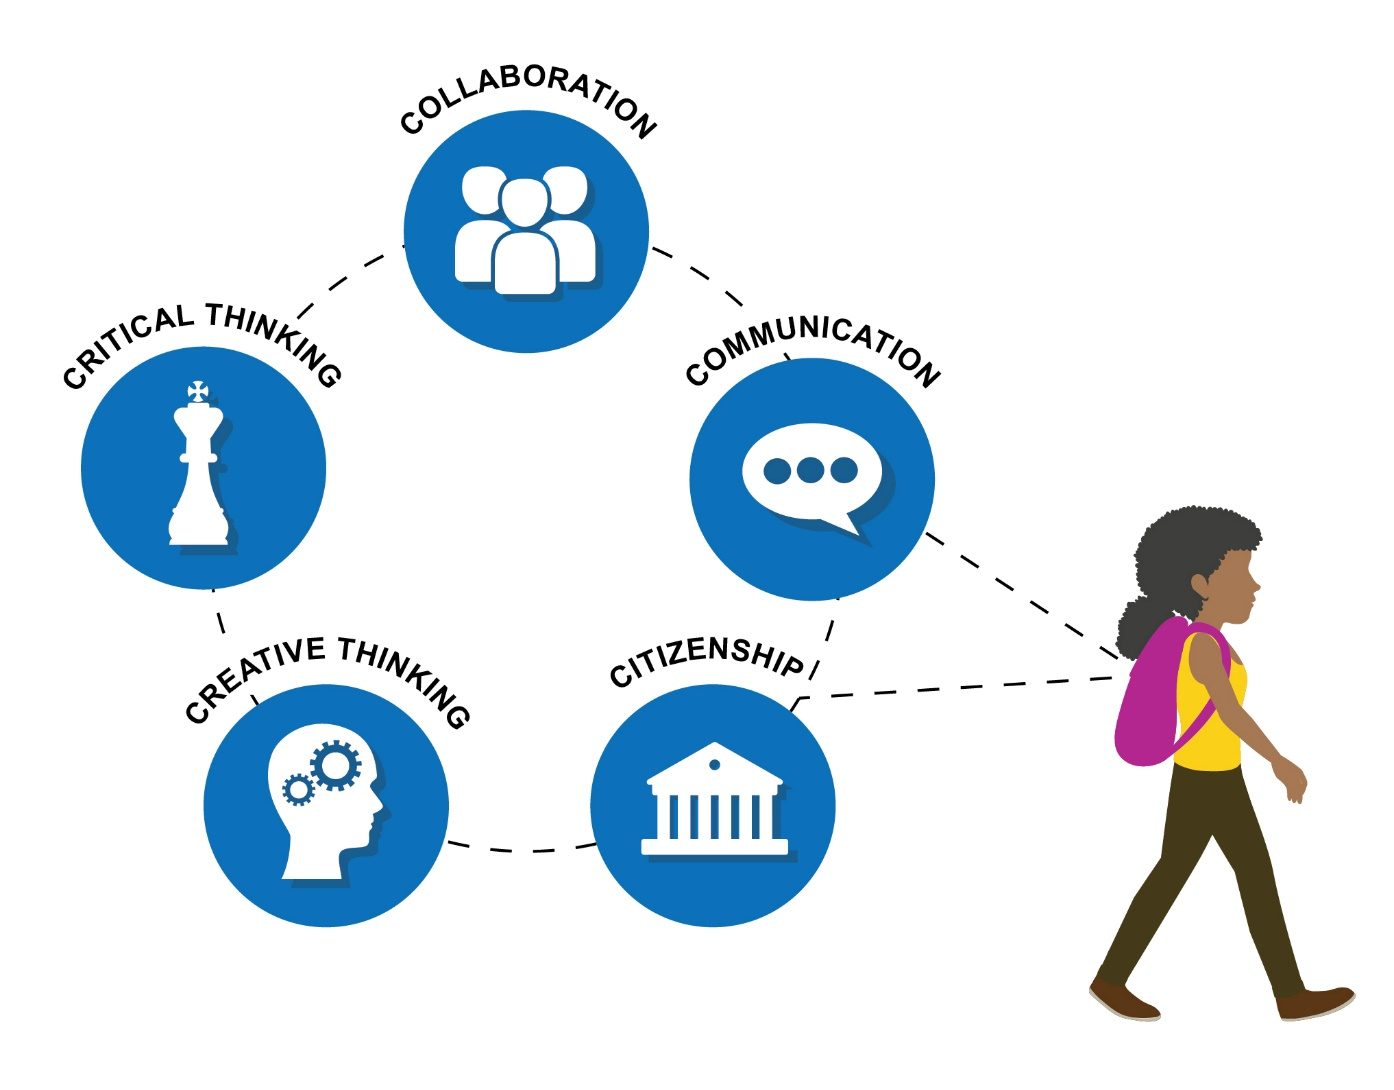 COLLABORATION
CRITICAL THINKING
COMMUNICATION
CREATIVE THINKING
CITIZENSHIP